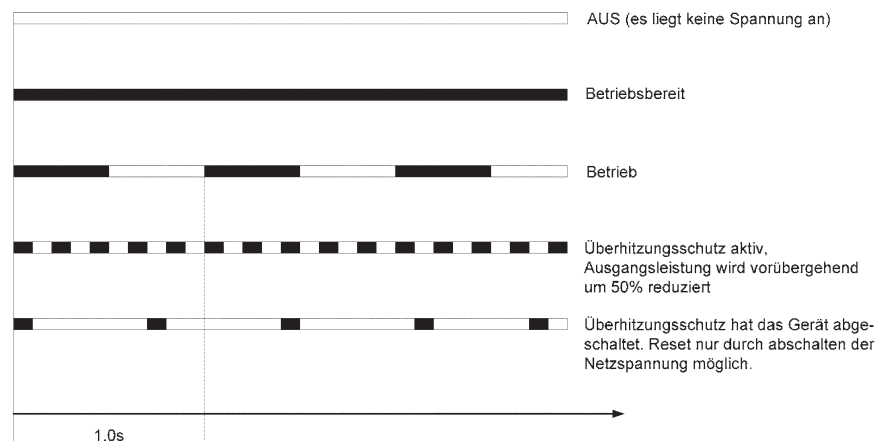 AUS (es liegt keine Spannung an)
Betriebsbereit
Betrieb
Überhitzungsschutz aktiv,
Ausgangsleistung wird vorübergehend
um 50% reduziert
Überhitzungsschutz hat das Gerät abge-
schaltet. Reset nur durch abschalten der
Netzspannung möglich.
1.0s